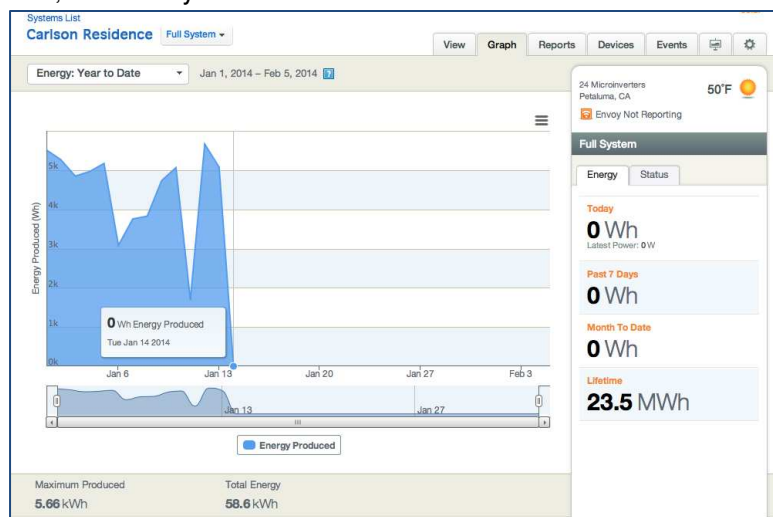 Systems List
Carlson Residence Full System
View Graph Reports Devices Events
Energy: Year to Date Jan 1, 2014 – Feb 5, 2014 ?
24 Microinverters
Petaluma, CA
50°F
Envoy Not Reporting
Full System
Energy Status
Today
0 Wh
Latest Power: 0 W
Past 7 Days
0 Wh
Month To Date
0 Wh
Lifetime
23.5 MWh
Energy Produced (Wh)
5k
4k
3k
2k
1k
0k
0 Wh Energy Produced
Tue Jan 14 2014
Jan 6 Jan 13 Jan 20 Jan 27 Feb 3
Jan 13 Jan 27
Energy Produced
Maximum Produced Total Energy
5.66 kWh 58.6 kWh